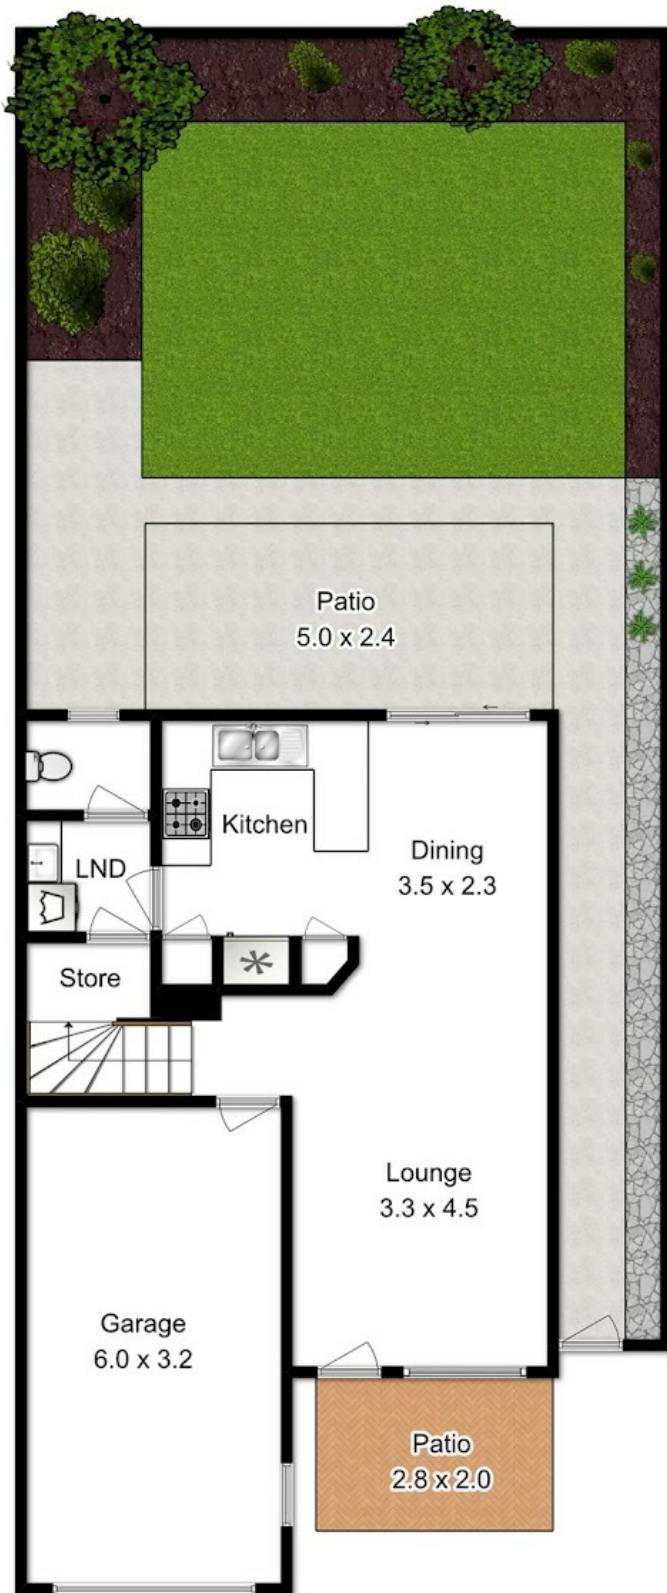 Patio
5.0 x 2.4
Kitchen
Dining
3.5 x 2.3
LND
Store
Lounge
3.3 x 4.5
Garage
6.0 x 3.2
Patio
2.8 x 2.0